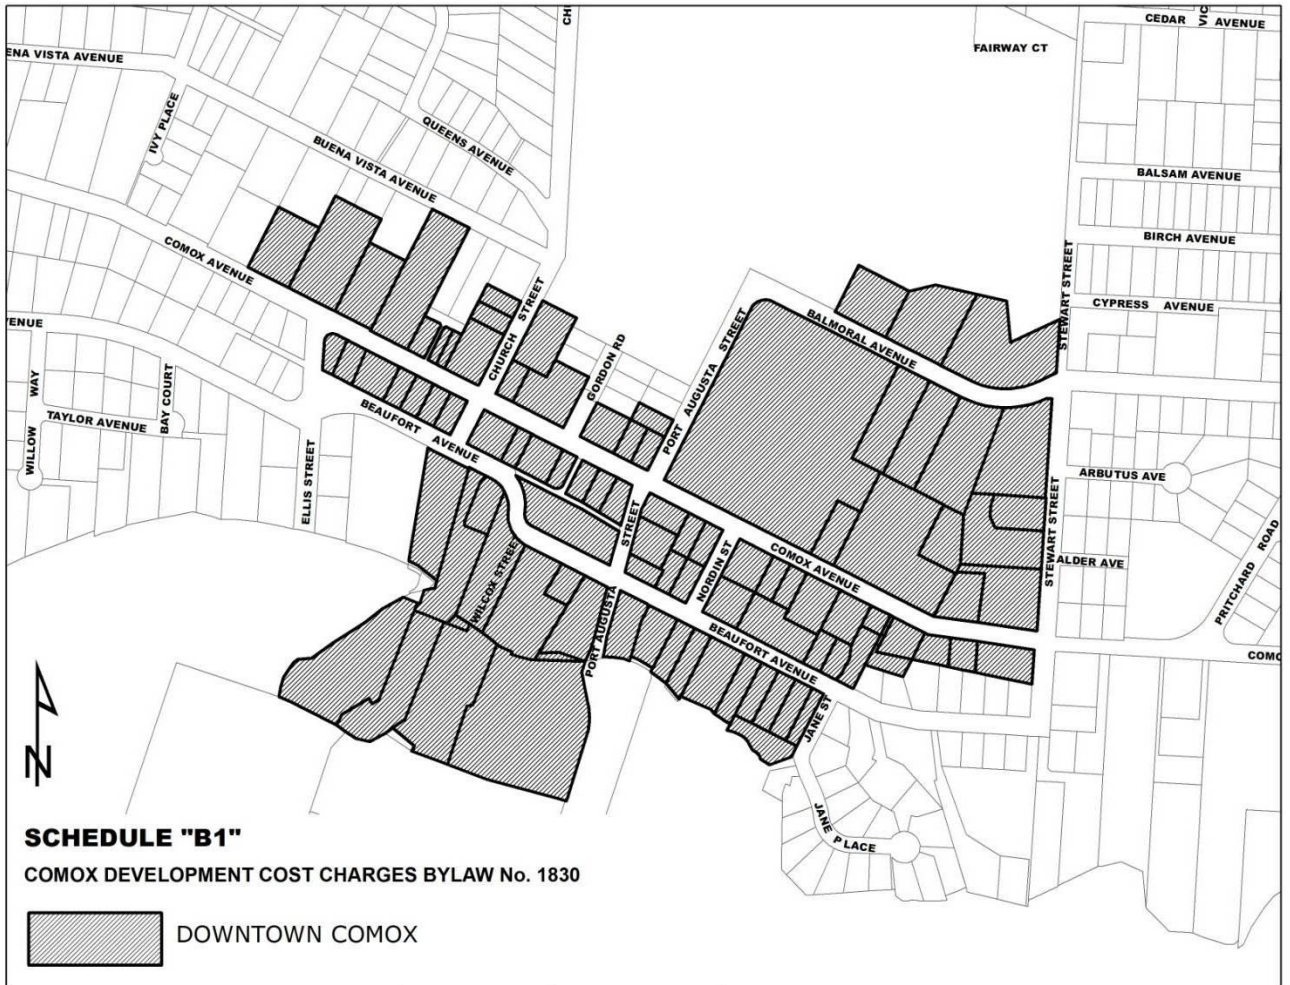 CEDAR AVENUE
VIC
CH
FAIRWAY CT
ENA VISTA AVENUE
IVY PLACE
QUEENS AVENUE
BUENA VISTA AVENUE
BALSAM AVENUE
BIRCH AVENUE
COMOX AVENUE
STEWART STREET
CYPRESS AVENUE
CHURCH STREET
BALMORAL AVENUE
VENUE
GORDON RD
PORT AUGUSTA STREET
WILLOW WAY
TAYLOR AVENUE
BAY COURT
BEAUFORT AVENUE
ELLIS STREET
ARBUTUS AVE
STEWART STREET
ALDER AVE
PRITCHARD ROAD
WILCOX STREE
PORT AUGUSTA STREET
NORDIN ST
COMOX AVENUE
BEAUFORT AVENUE
COMO
JANE ST
JANE PLACE
N
SCHEDULE "B1"
COMOX DEVELOPMENT COST CHARGES BYLAW No. 1830
DOWNTOWN COMOX